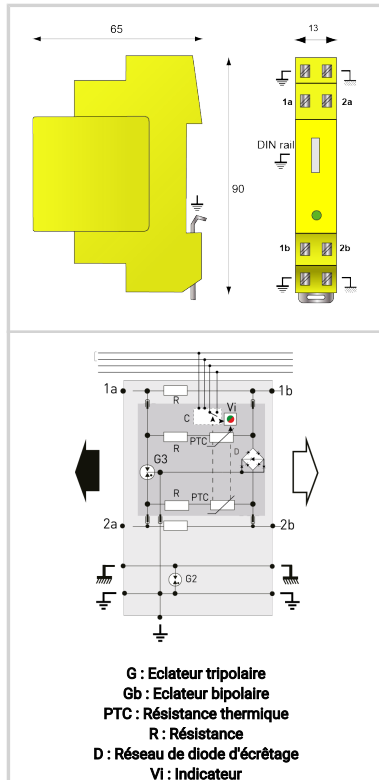 65
13
1a
2a
DIN rail
90
1b
2b
1a
1b
R
C
Vi
PTC
R
D
G3
R
PTC
2a
2b
G2
G : Eclateur tripolaire
Gb : Eclateur bipolaire
PTC : Résistance thermique
R : Résistance
D : Réseau de diode d'écrêtage
Vi : Indicateur